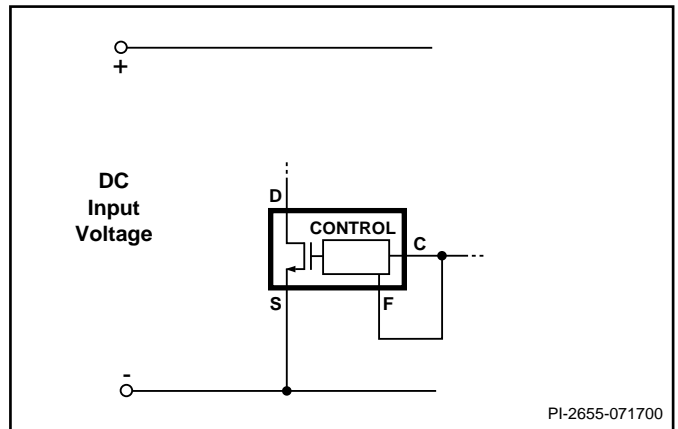 +
DC
Input
Voltage
D
CONTROL
C
S
F
-
PI-2655-071700